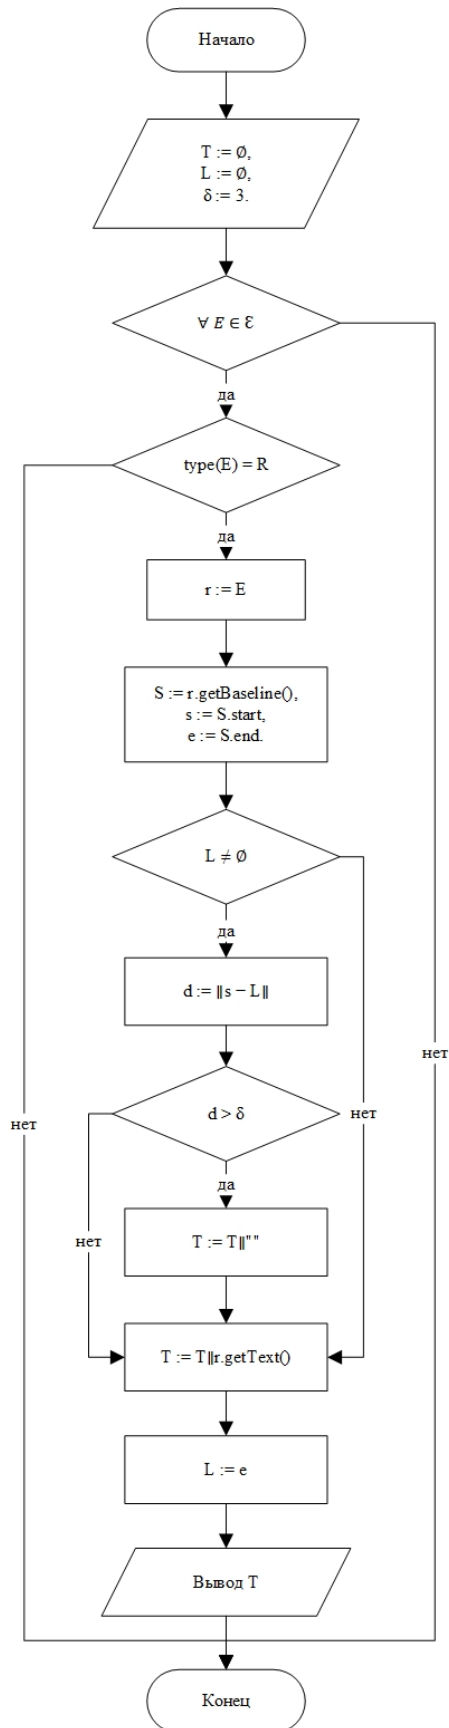 Начало
T := Ø,
L := Ø,
δ := 3.
∀ E ∈ ℰ
да
type(E) = R
да
r := E
S := r.getBaseline(),
s := S.start,
e := S.end.
L ≠ Ø
да
d := ‖s − L‖
нет
d > δ
нет
нет
да
T := T‖" "
нет
T := T‖r.getText()
L := e
Вывод T
Конец